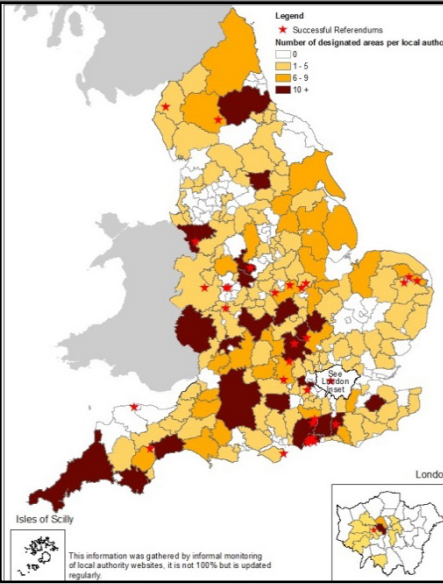 Legend
Successful Referendums
Number of designated areas per local autho
0
1 - 5
6 - 9
10 +
See
London
Inset
Londo
Isles of Scilly
This information was gathered by informal monitoring
of local authority websites, it is not 100% but is updated
regularly.